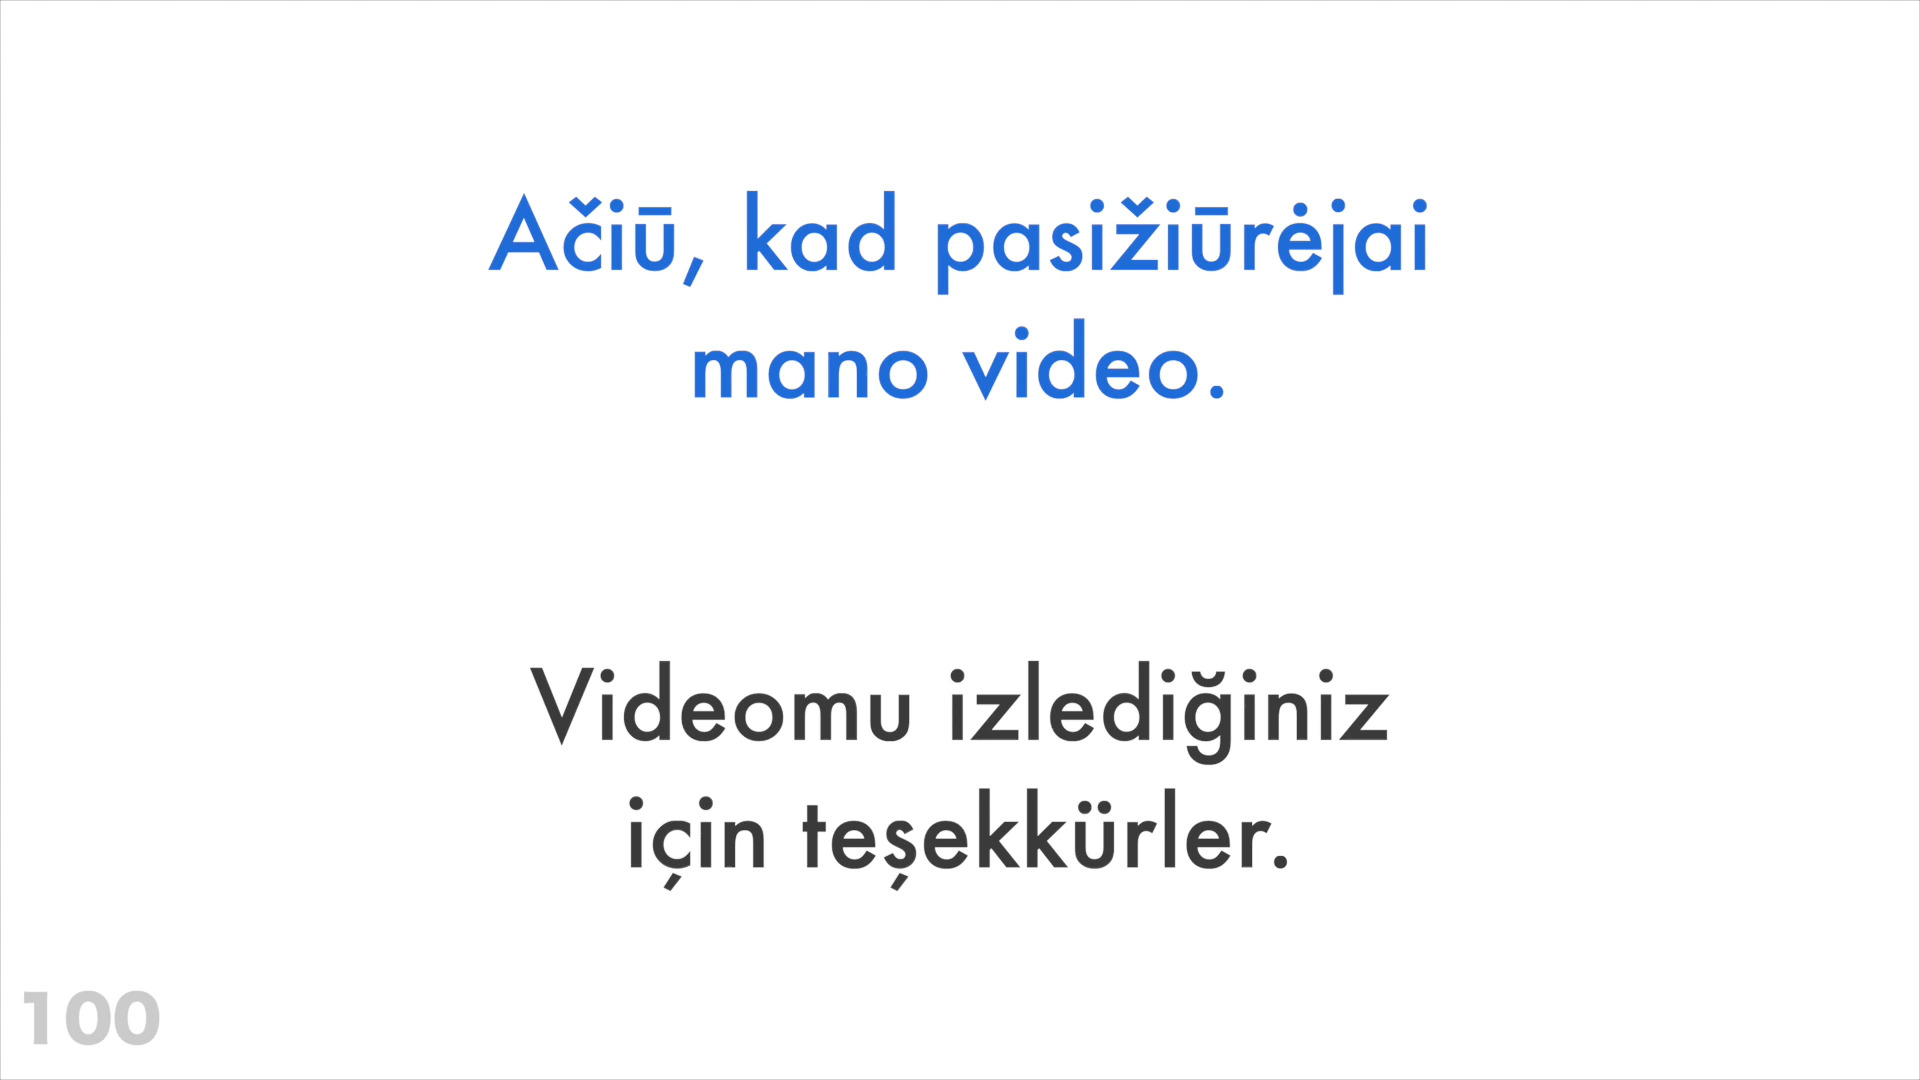 Ačiū, kad pasižiūrėjai
mano video.
Videomu izlediğiniz
için teşekkürler.
100